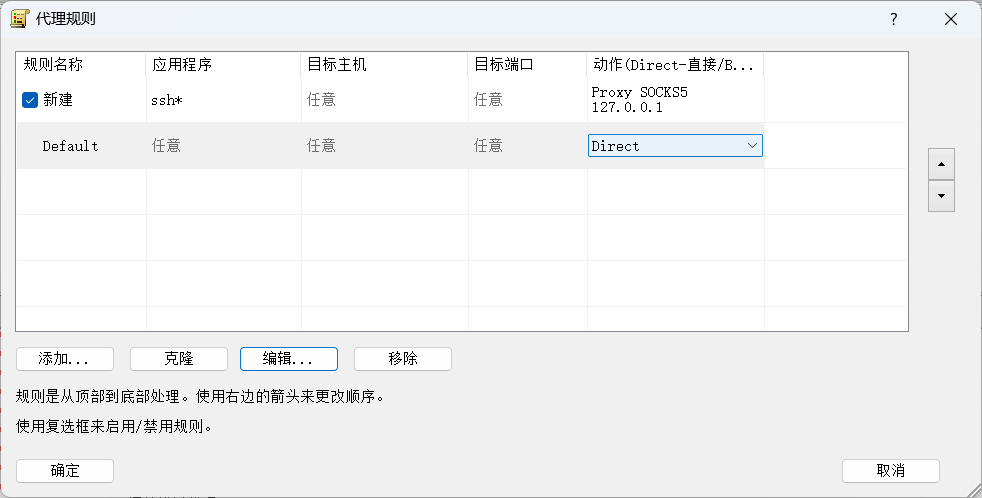 代理规则
?
规则名称 应用程序 目标主机 目标端口 动作(Direct-直接/B...
新建 ssh* 任意 任意 Proxy SOCKS5
127.0.0.1
Default 任意 任意 任意 Direct
添加... 克隆 编辑... 移除
规则是从顶部到底部处理。使用右边的箭头来更改顺序。
使用复选框来启用/禁用规则。
确定 取消